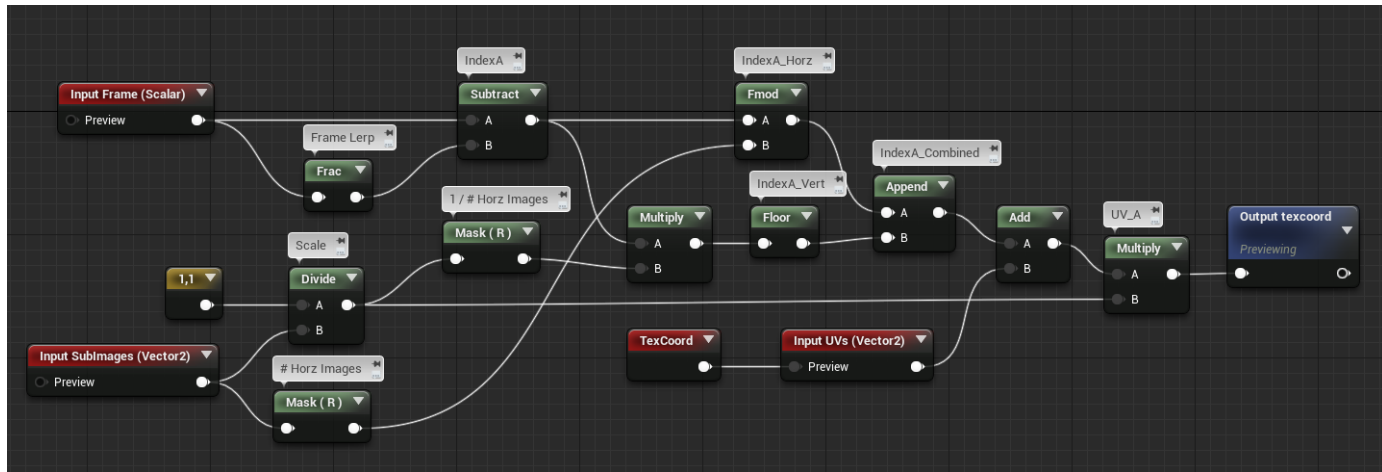 IndexA
IndexA_Horz
Input Frame (Scalar)
Subtract
Fmod
Preview
A
A
B
B
Frame Lerp
IndexA_Combined
Frac
IndexA_Vert
Append
1 / # Horz Images
A
Multiply
Floor
Add
UV_A
Output texcoord
Mask ( R )
B
Scale
A
A
Multiply
Previewing
1,1
Divide
B
B
A
A
B
B
TexCoord
Input UVs (Vector2)
Input SubImages (Vector2)
# Horz Images
Preview
Preview
Mask ( R )